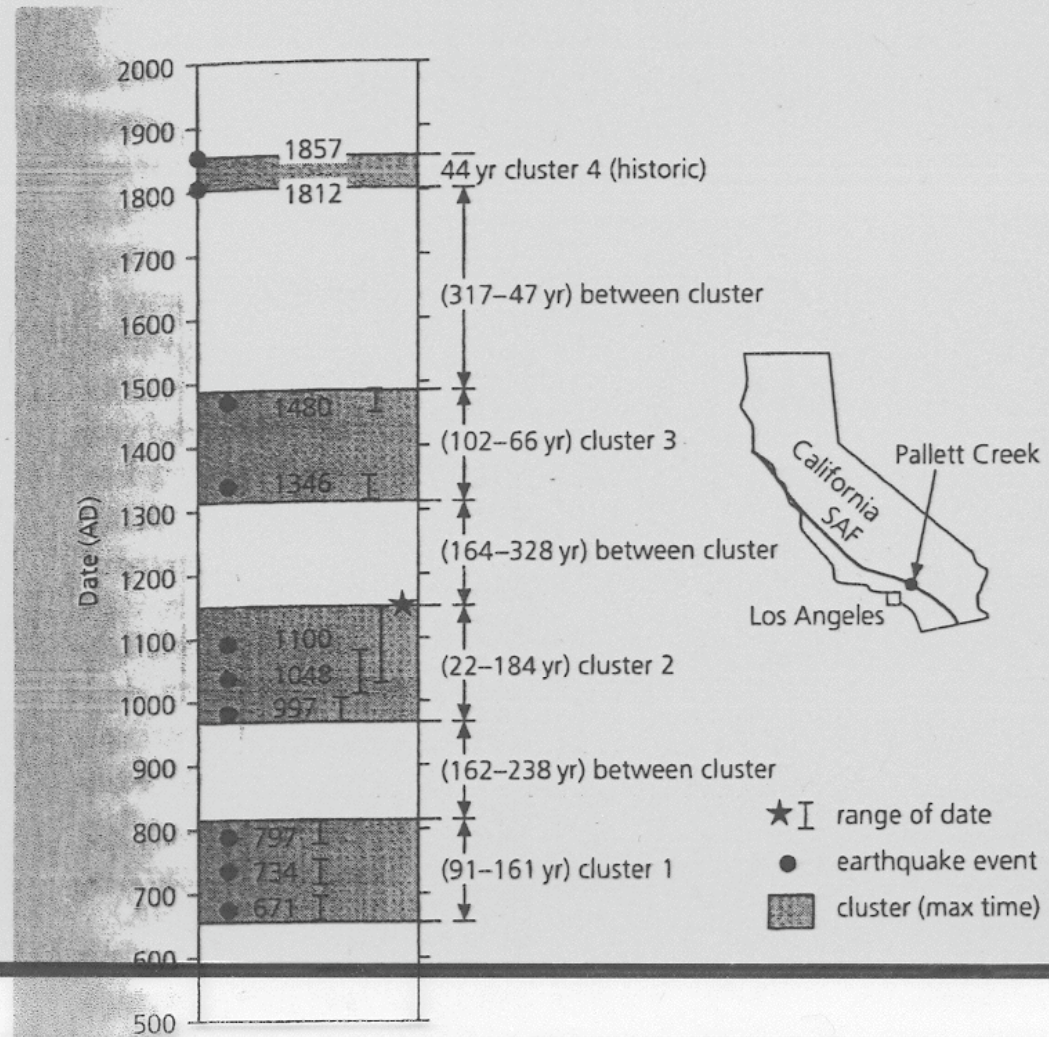 2000
1900
1857
44 yr cluster 4 (historic)
1800
1812
1700
(317–47 yr) between cluster
1600
1500
1480
1400
(102–66 yr) cluster 3
1346
1300
(164–328 yr) between cluster
1200
1100
1100
1048
(22–184 yr) cluster 2
1000
997
900
(162–238 yr) between cluster
800
797
734
(91–161 yr) cluster 1
700
671
600
500
Date (AD)
California
SAF
Pallett Creek
Los Angeles
range of date
earthquake event
cluster (max time)